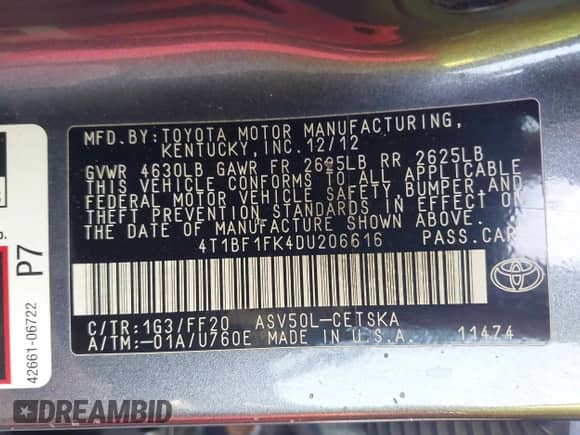 MFD.BY: TOYOTA MOTOR MANUFACTURING,
KENTUCKY, INC. 12/12
GVWR 4630LB GAWR FR 2625LB RR 2625LB
THIS VEHICLE CONFORMS TO ALL APPLICABLE
FEDERAL MOTOR VEHICLE SAFETY, BUMPER AND
THEFT PREVENTION STANDARDS IN EFFECT ON
THE DATE OF MANUFACTURE SHOWN ABOVE.
4T1BF1FK4DU206616 PASS.CAR
C/TR:1G3/FF20 ASV50L-CETSKA
A/TM:-01A/U760E MADE IN U.S.A. 11474
TOYOTA
P7
42661-06722
DREAMBID